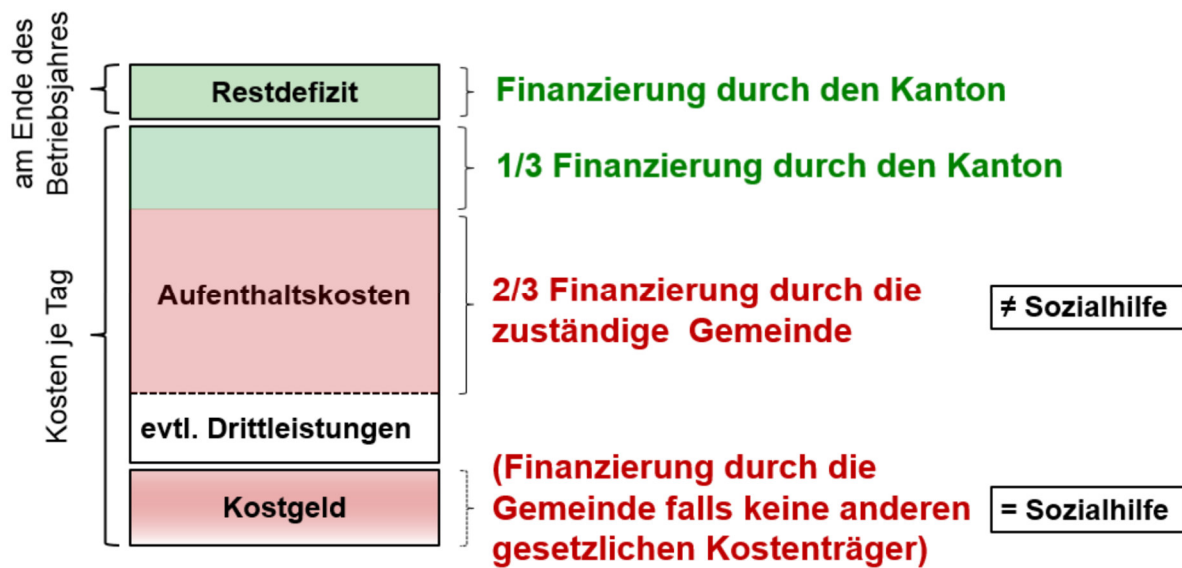 am Ende des
Betriebsjahres
Restdefizit
Finanzierung durch den Kanton
1/3 Finanzierung durch den Kanton
Kosten je Tag
Aufenthaltskosten
2/3 Finanzierung durch die
zuständige Gemeinde
≠ Sozialhilfe
evtl. Drittleistungen
Kostgeld
(Finanzierung durch die
Gemeinde falls keine anderen
gesetzlichen Kostenträger)
= Sozialhilfe